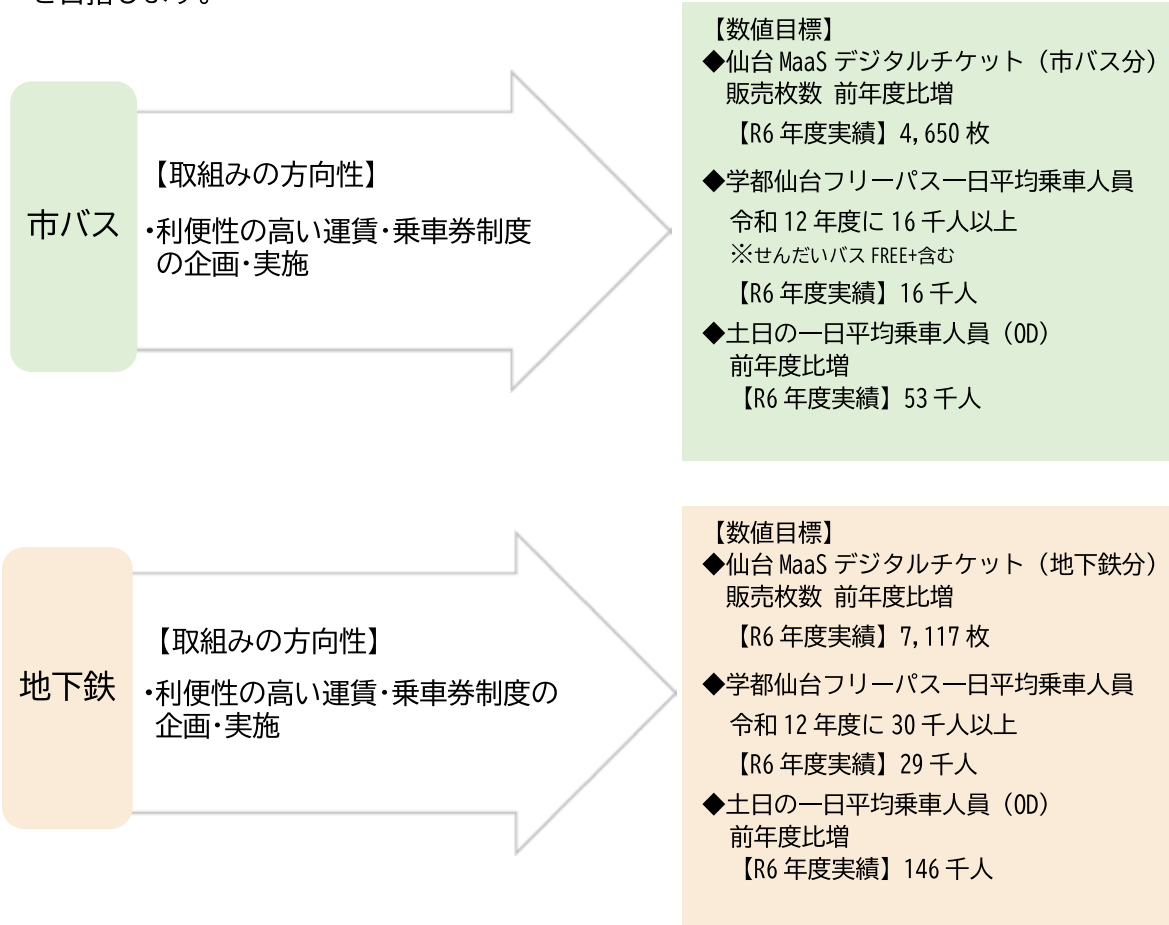 を目指します。
市バス
【取組みの方向性】
・利便性の高い運賃・乗車券制度
の企画・実施
【数値目標】
◆仙台 MaaS デジタルチケット（市バス分）
販売枚数 前年度比増
【R6 年度実績】4,650 枚
◆学都仙台フリーパス一日平均乗車人員
令和 12 年度に 16 千人以上
※せんだいバス FREE+含む
【R6 年度実績】16 千人
◆土日の一日平均乗車人員（OD）
前年度比増
【R6 年度実績】53 千人
地下鉄
【取組みの方向性】
・利便性の高い運賃・乗車券制度の
企画・実施
【数値目標】
◆仙台 MaaS デジタルチケット（地下鉄分）
販売枚数 前年度比増
【R6 年度実績】7,117 枚
◆学都仙台フリーパス一日平均乗車人員
令和 12 年度に 30 千人以上
【R6 年度実績】29 千人
◆土日の一日平均乗車人員（OD）
前年度比増
【R6 年度実績】146 千人